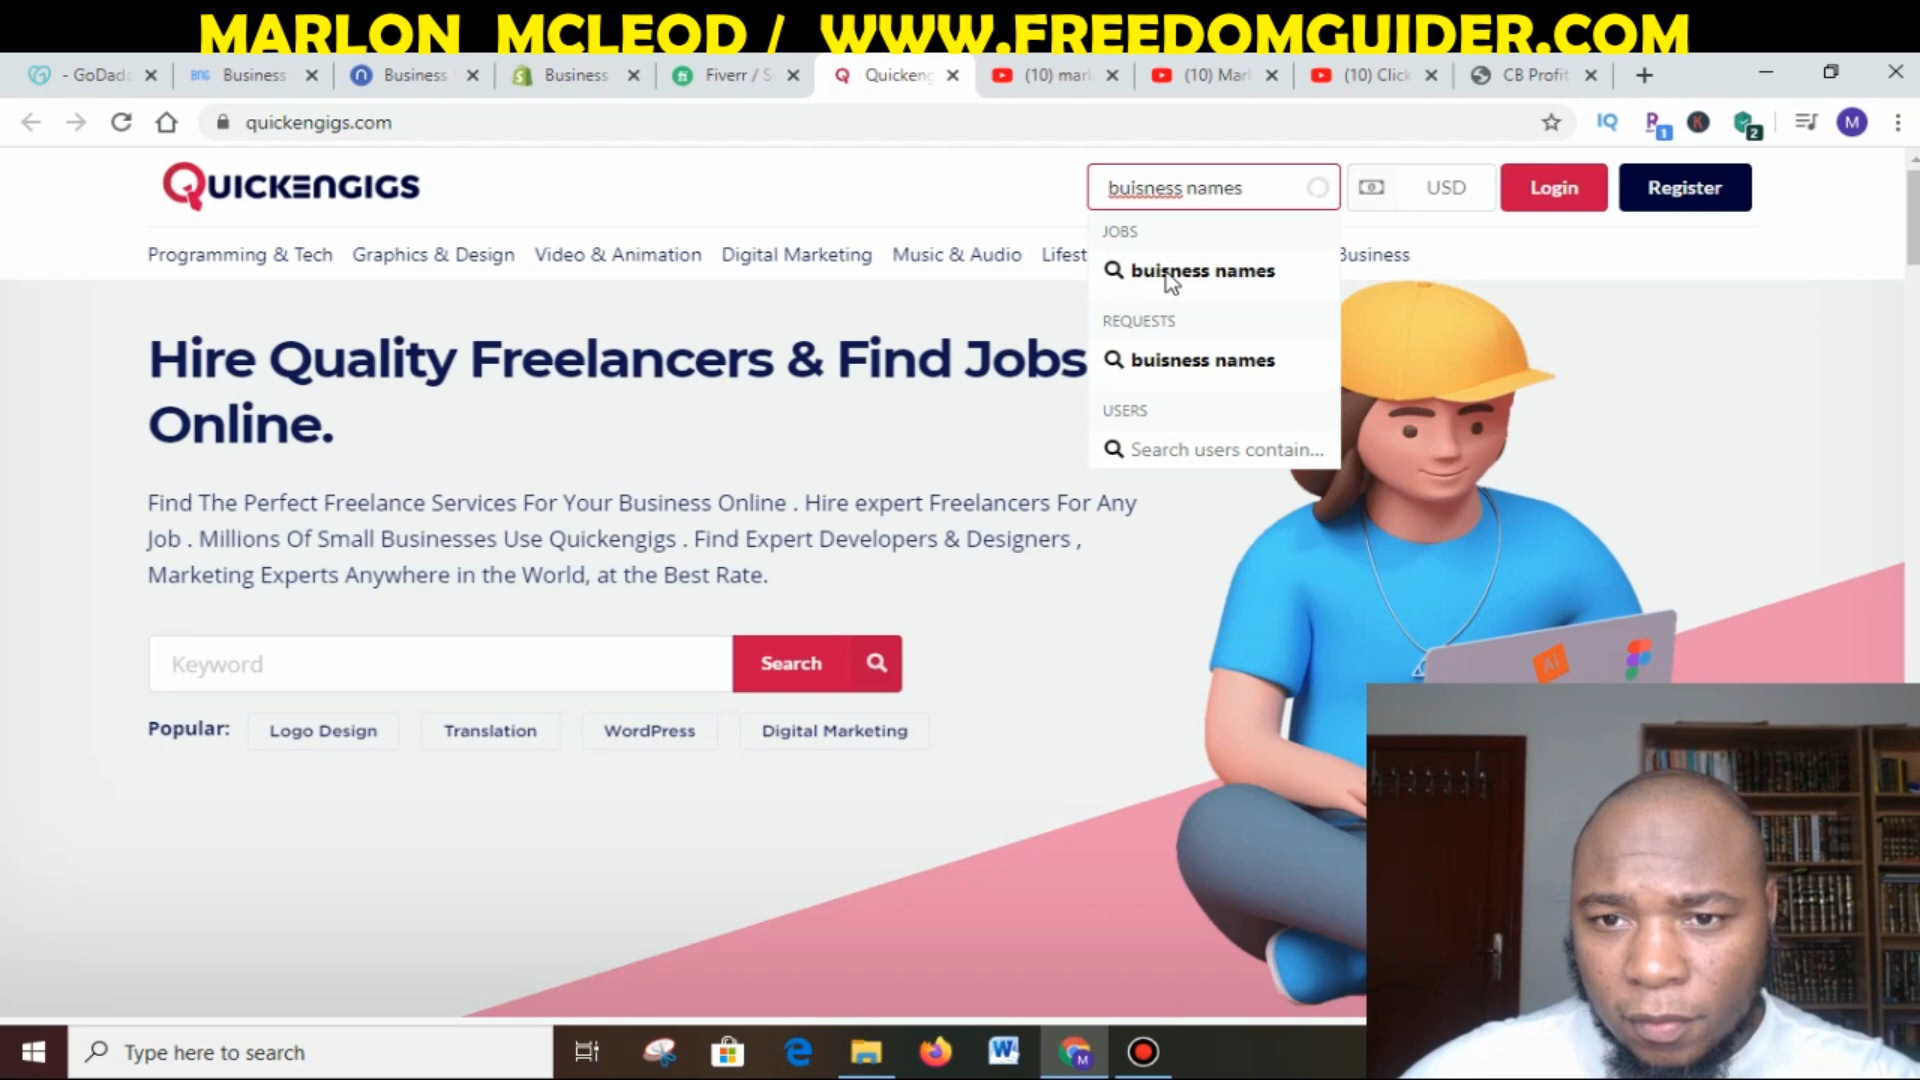 MARLON MCLEOD / WWW.FREEDOMGUIDER.COM
- GoDad
BNG Business
Business
Business
Fiverr / S
Quickeng
(10) mar
(10) Marl
(10) Click
CB Profit
quickengigs.com
IQ
1
K
2
M
QUICKENGIGS
buisness names
USD
Login
Register
Programming & Tech
Graphics & Design
Video & Animation
Digital Marketing
Music & Audio
Lifest
Business
JOBS
buisness names
REQUESTS
buisness names
USERS
Search users contain...
Hire Quality Freelancers & Find Jobs
Online.
Find The Perfect Freelance Services For Your Business Online . Hire expert Freelancers For Any
Job . Millions Of Small Businesses Use Quickengigs . Find Expert Developers & Designers ,
Marketing Experts Anywhere in the World, at the Best Rate.
Keyword
Search
Popular:
Logo Design
Translation
WordPress
Digital Marketing
Ai
Type here to search
W
M